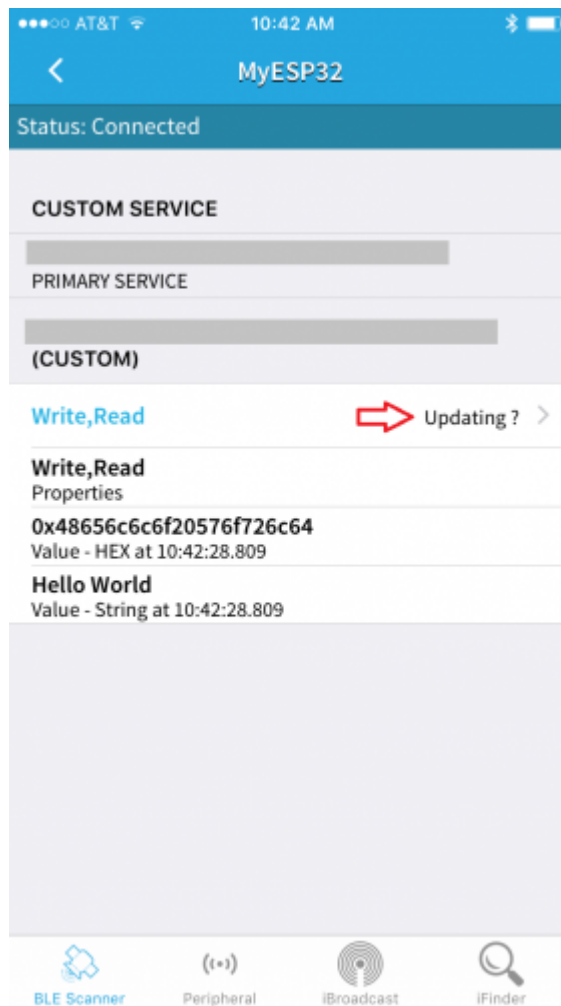 AT&T 10:42 AM
MyESP32
Status: Connected
CUSTOM SERVICE
PRIMARY SERVICE
(CUSTOM)
Write,Read Updating ?
Write,Read
Properties
0x48656c6c6f20576f726c64
Value - HEX at 10:42:28.809
Hello World
Value - String at 10:42:28.809
BLE Scanner Peripheral iBroadcast iFinder